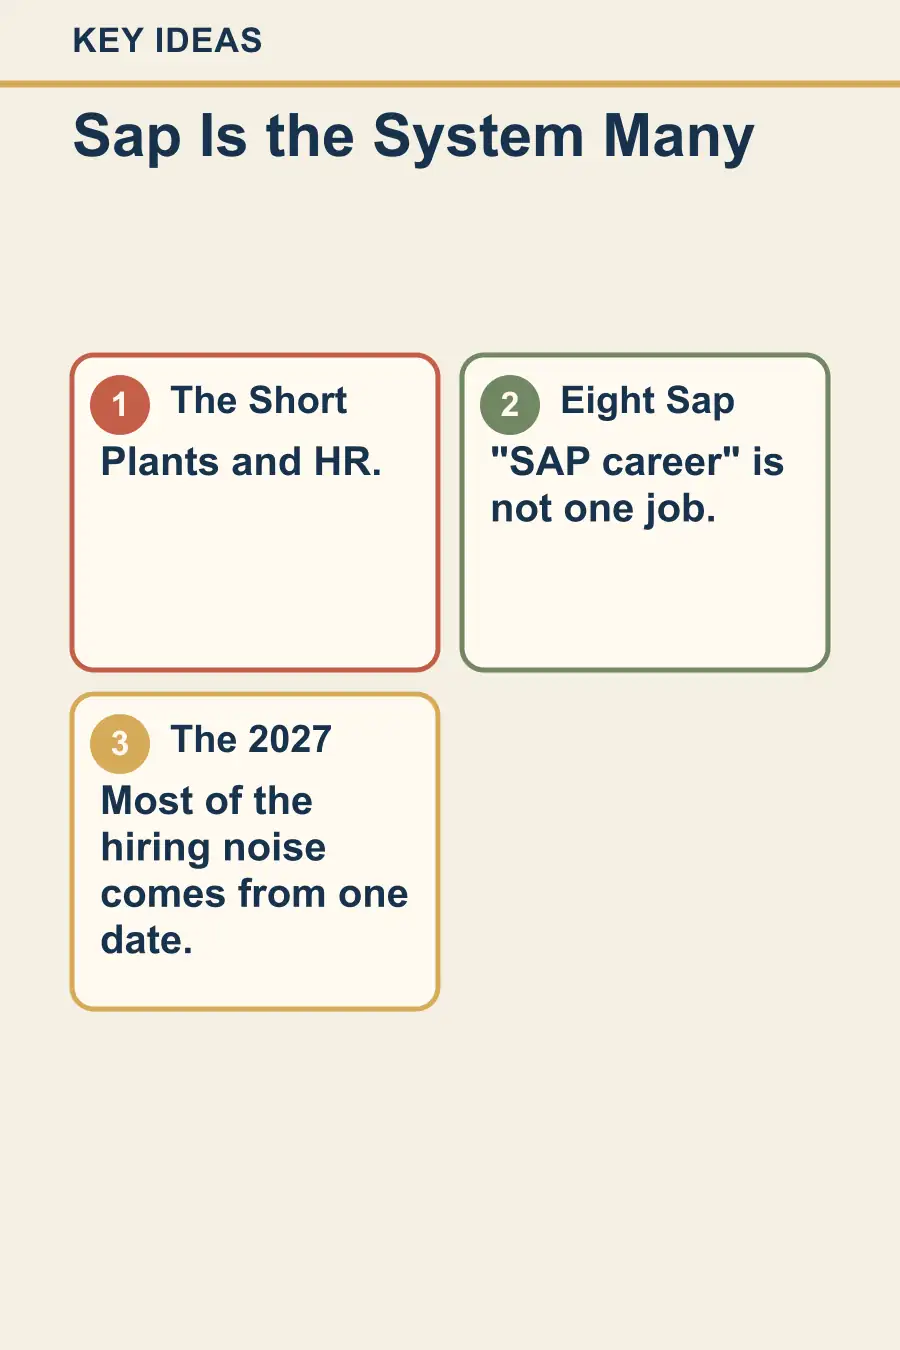 KEY IDEAS
Sap Is the System Many
1 The Short
Plants and HR.
2 Eight Sap
"SAP career" is
not one job.
3 The 2027
Most of the
hiring noise
comes from one
date.